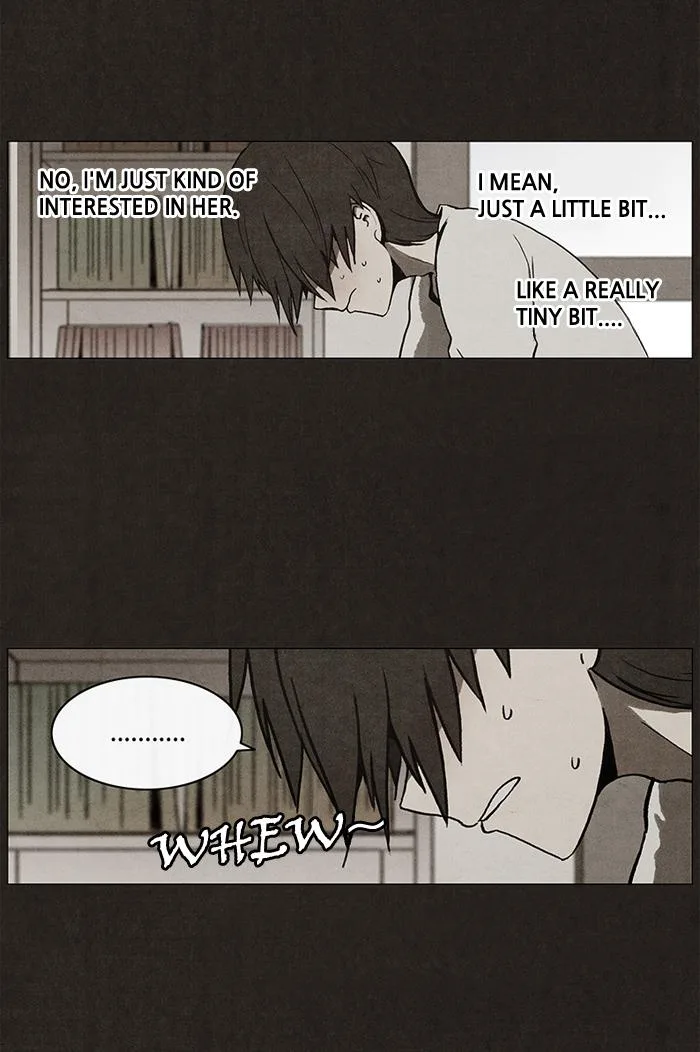 NO, I'M JUST KIND OF
INTERESTED IN HER.
I MEAN,
JUST A LITTLE BIT...
LIKE A REALLY
TINY BIT....
...........
WHEW~